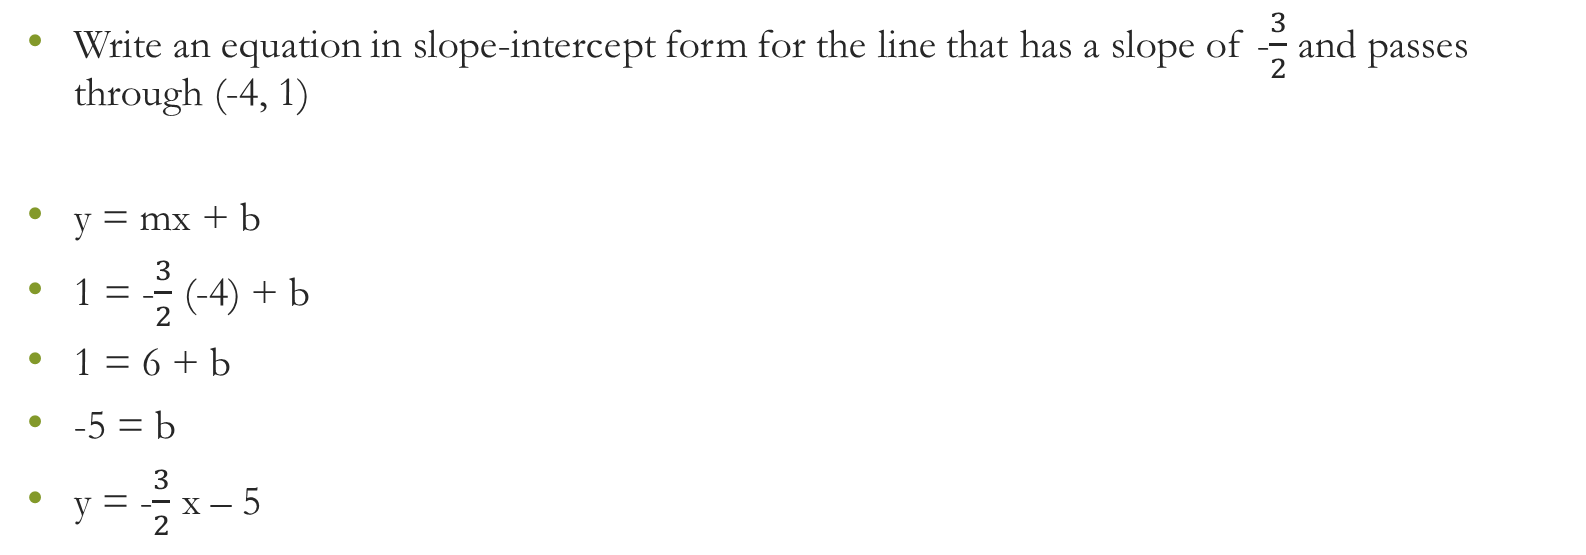 • Write an equation in slope-intercept form for the line that has a slope of -3/2 and passes
through (-4, 1)
• y = mx + b
• 1 = -3/2 (-4) + b
• 1 = 6 + b
• -5 = b
• y = -3/2 x – 5